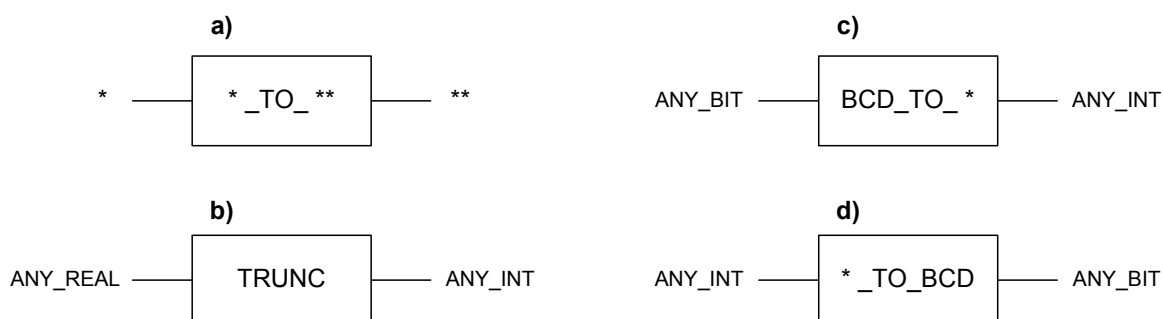 a)
* * _TO_ ** **
b)
ANY_REAL TRUNC ANY_INT
c)
ANY_BIT BCD_TO_ * ANY_INT
d)
ANY_INT * _TO_BCD ANY_BIT